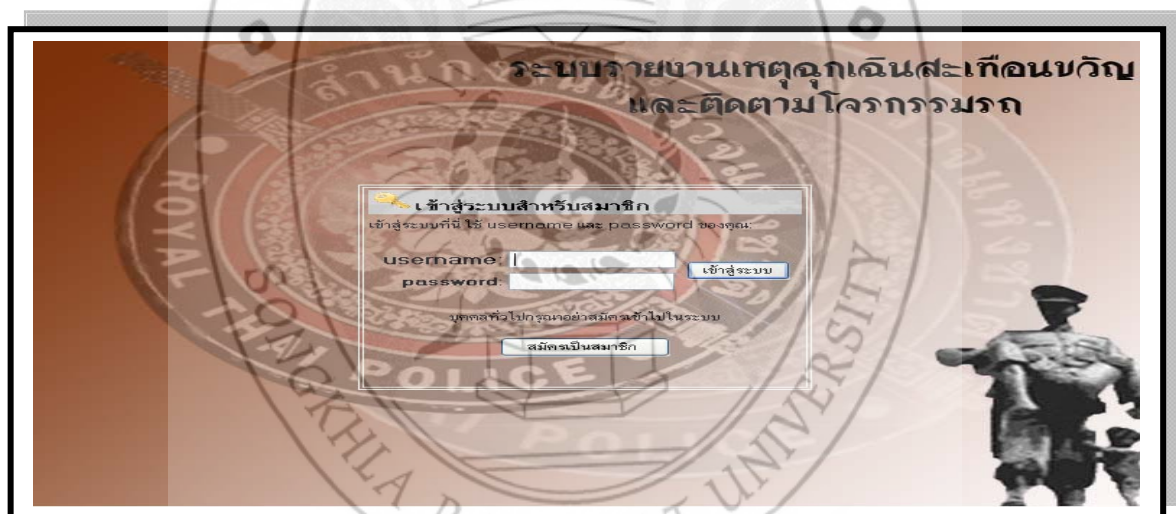 ระบบรายงานเหตุฉุกเฉินสะเทือนขวัญ
และติดตามโจรกรรมรถ
เข้าสู่ระบบสำหรับสมาชิก
เข้าสู่ระบบที่นี่ ใช้ username และ password ของคุณ:
username:
เข้าสู่ระบบ
password:
บุคคลทั่วไปกรุณาอย่าสมัครเข้าไปในระบบ
สมัครเป็นสมาชิก
ROYAL THAI POLICE
SONGKHLA UNIVERSITY